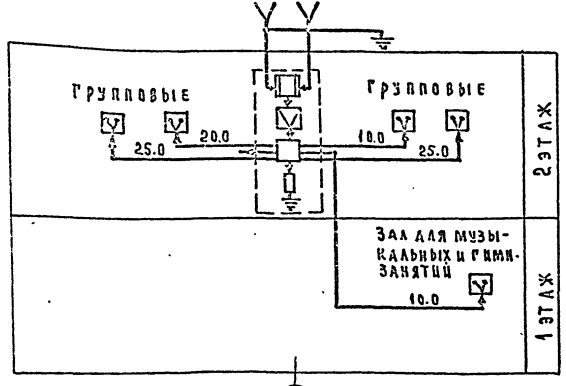 Групповые
Групповые
20.0
10.0
25.0
25.0
2 этаж
Зал для музы-
кальных и гимн.
занятий
10.0
1 этаж